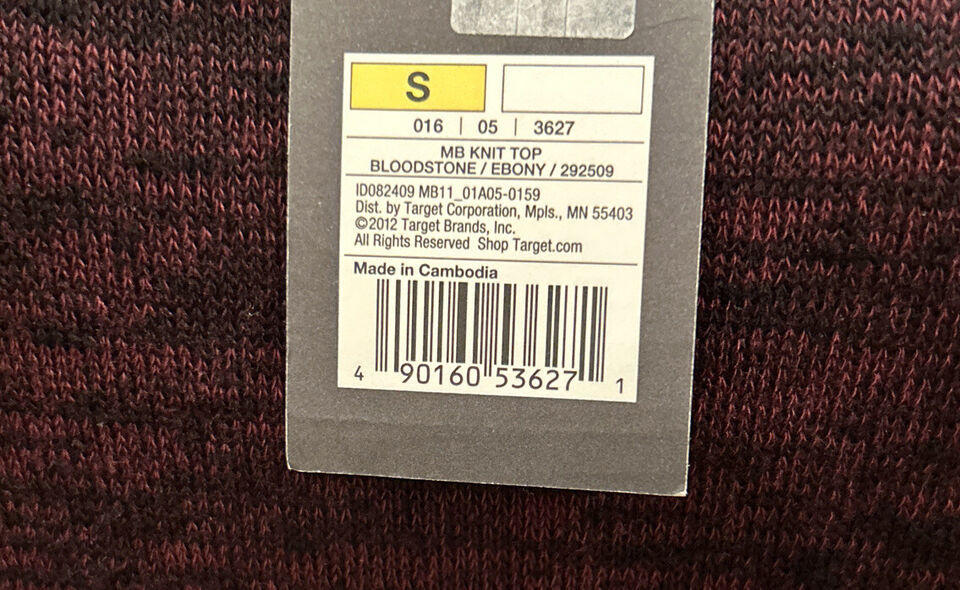 S
016 | 05 | 3627
MB KNIT TOP
BLOODSTONE / EBONY / 292509
ID082409 MB11_01A05-0159
Dist. by Target Corporation, Mpls., MN 55403
©2012 Target Brands, Inc.
All Rights Reserved Shop Target.com
Made in Cambodia
4 90160 53627 1